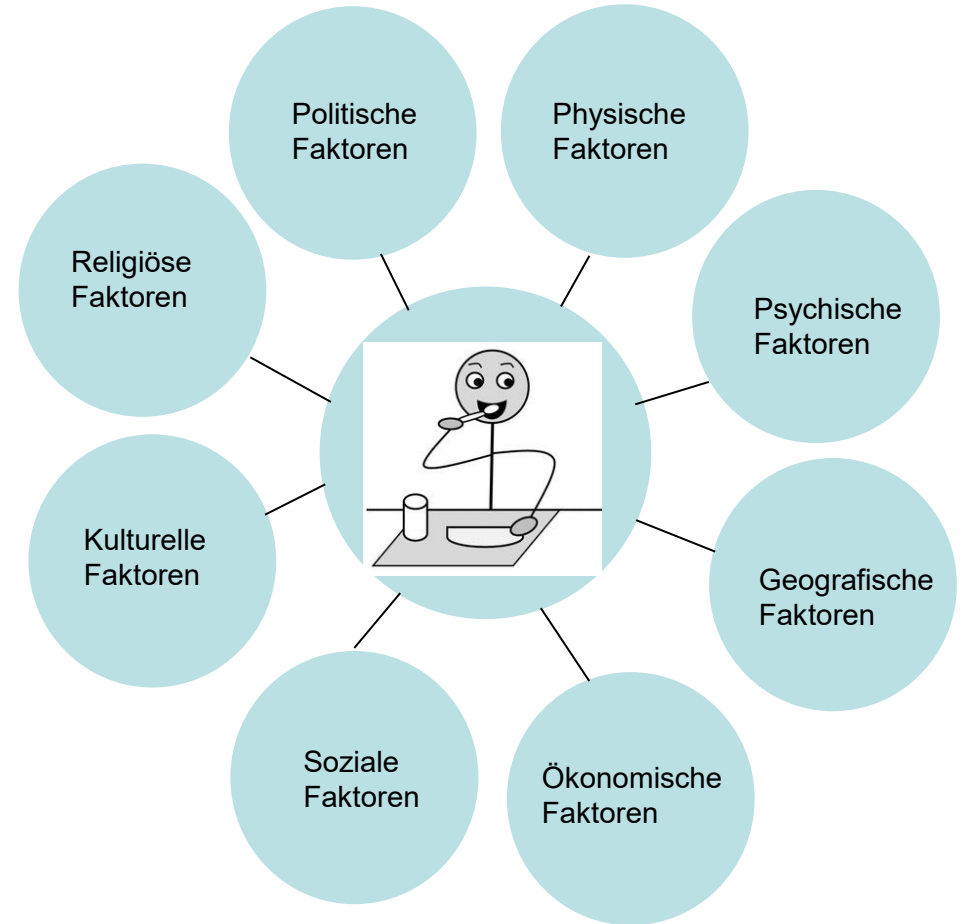 Politische
Faktoren
Physische
Faktoren
Religiöse
Faktoren
Psychische
Faktoren
Kulturelle
Faktoren
Geografische
Faktoren
Soziale
Faktoren
Ökonomische
Faktoren